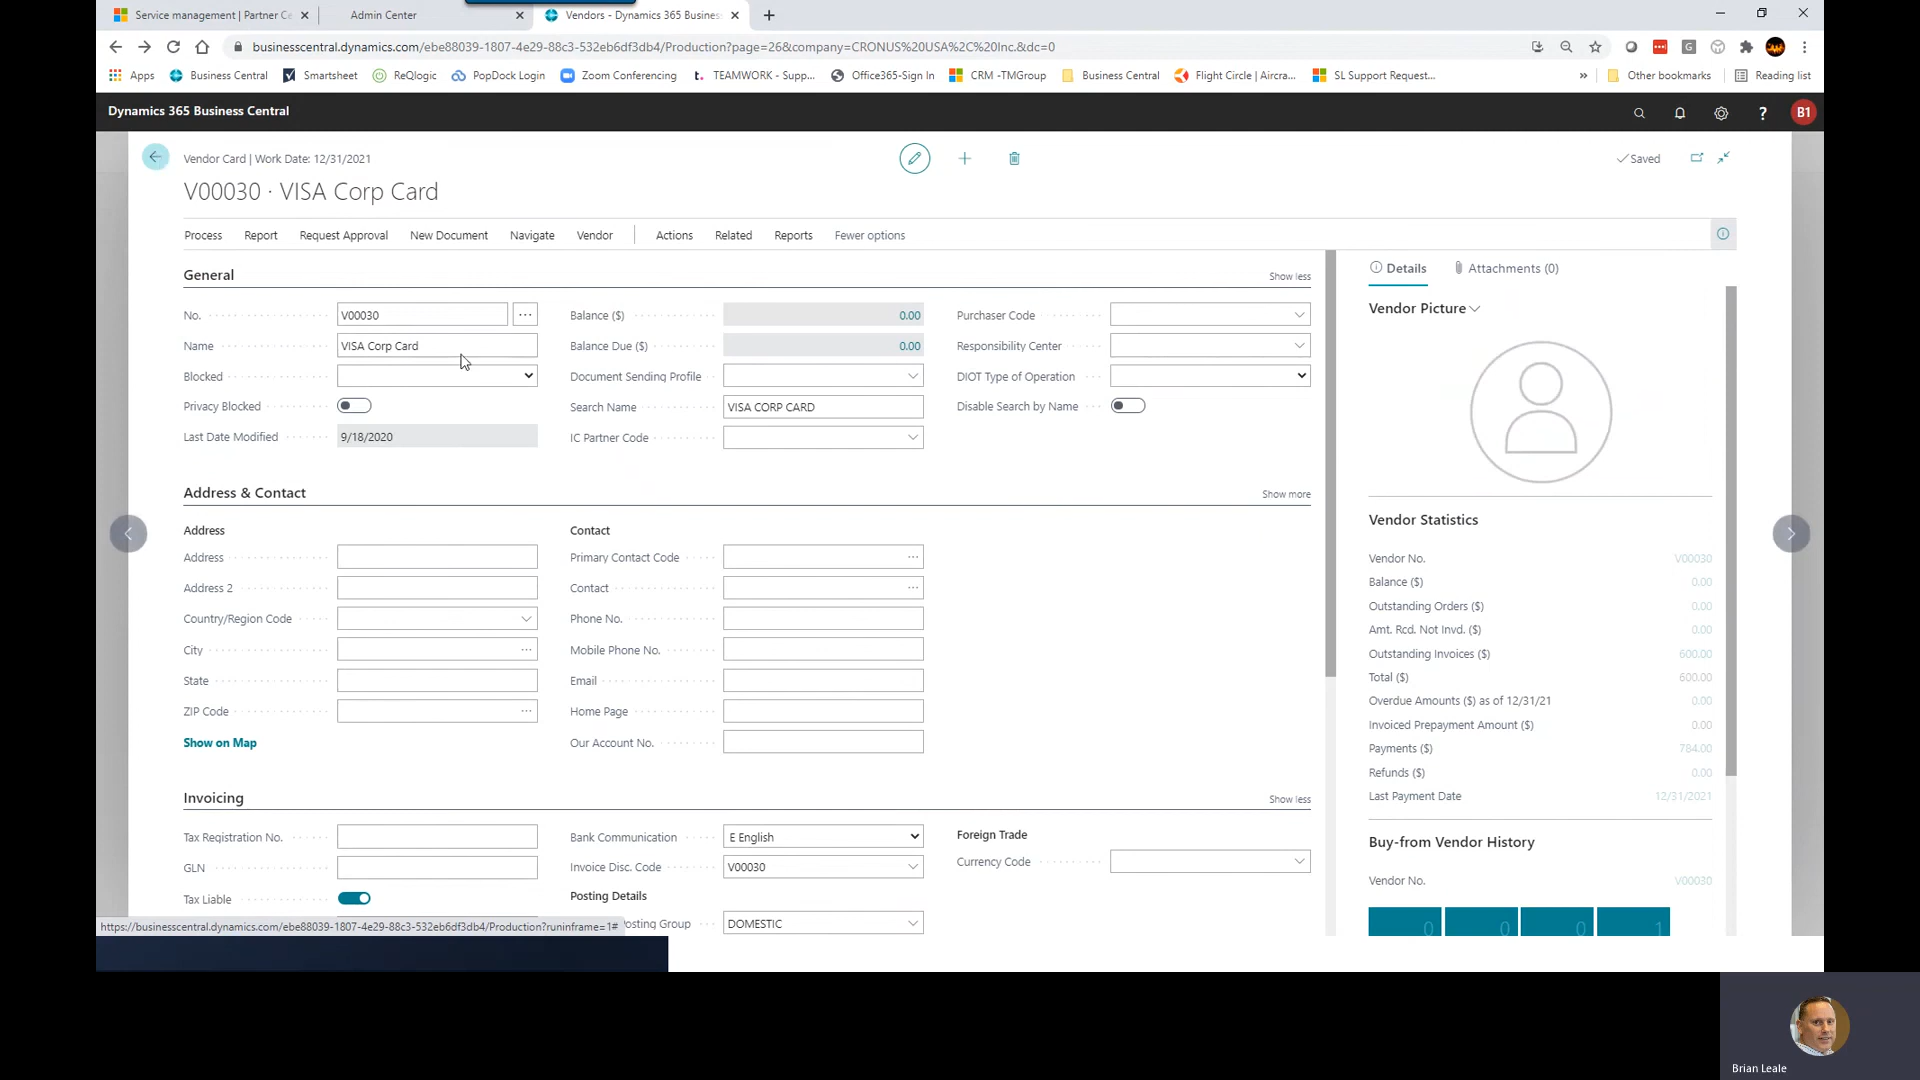 Service management | Partner Ce
Admin Center
Vendors - Dynamics 365 Business
businesscentral.dynamics.com/ebe88039-1807-4e29-88c3-532eb6df3db4/Production?page=26&company=CRONUS%20USA%2C%20Inc.&dc=0
Apps
Business Central
Smartsheet
ReQlogic
PopDock Login
Zoom Conferencing
TEAMWORK - Supp...
Office365-Sign In
CRM -TMGroup
Business Central
Flight Circle | Aircra...
SL Support Request...
»
Other bookmarks
Reading list
Dynamics 365 Business Central
?
B1
Vendor Card | Work Date: 12/31/2021
Saved
V00030 · VISA Corp Card
Process
Report
Request Approval
New Document
Navigate
Vendor
Actions
Related
Reports
Fewer options
General
Show less
No.
V00030
Balance ($)
0.00
Purchaser Code
Name
VISA Corp Card
Balance Due ($)
0.00
Responsibility Center
Blocked
Document Sending Profile
DIOT Type of Operation
Privacy Blocked
Search Name
VISA CORP CARD
Disable Search by Name
Last Date Modified
9/18/2020
IC Partner Code
Address & Contact
Show more
Address
Contact
Address
Primary Contact Code
Address 2
Contact
Country/Region Code
Phone No.
City
Mobile Phone No.
State
Email
ZIP Code
Home Page
Show on Map
Our Account No.
Invoicing
Show less
Tax Registration No.
Bank Communication
E English
Foreign Trade
GLN
Invoice Disc. Code
V00030
Currency Code
Tax Liable
Posting Details
Posting Group
DOMESTIC
https://businesscentral.dynamics.com/ebe88039-1807-4e29-88c3-532eb6df3db4/Production?runinframe=1#
Details
Attachments (0)
Vendor Picture
Vendor Statistics
Vendor No.
V00030
Balance ($)
0.00
Outstanding Orders ($)
0.00
Amt. Rcd. Not Invd. ($)
0.00
Outstanding Invoices ($)
600.00
Total ($)
600.00
Overdue Amounts ($) as of 12/31/21
0.00
Invoiced Prepayment Amount ($)
0.00
Payments ($)
784.00
Refunds ($)
0.00
Last Payment Date
12/31/2021
Buy-from Vendor History
Vendor No.
V00030
0
0
0
1
Brian Leale